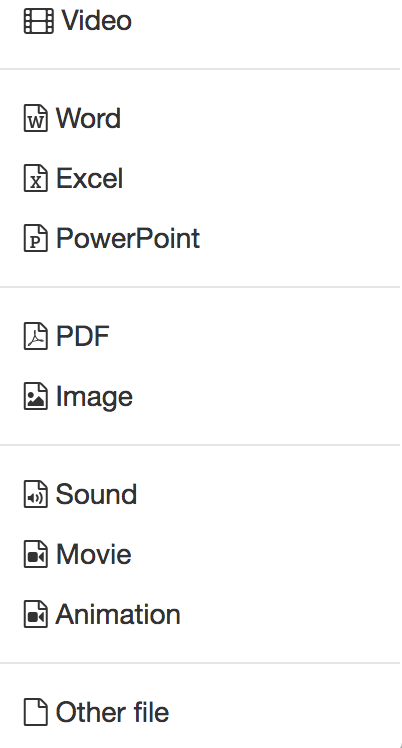 Video
Word
Excel
PowerPoint
PDF
Image
Sound
Movie
Animation
Other file